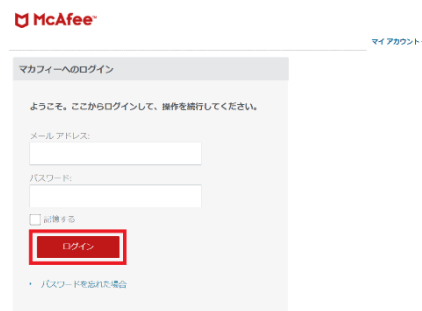 McAfee™
マイ アカウント
マカフィーへのログイン
ようこそ。ここからログインして、操作を続行してください。
メール アドレス:
パスワード:
記憶する
ログイン
パスワードを忘れた場合